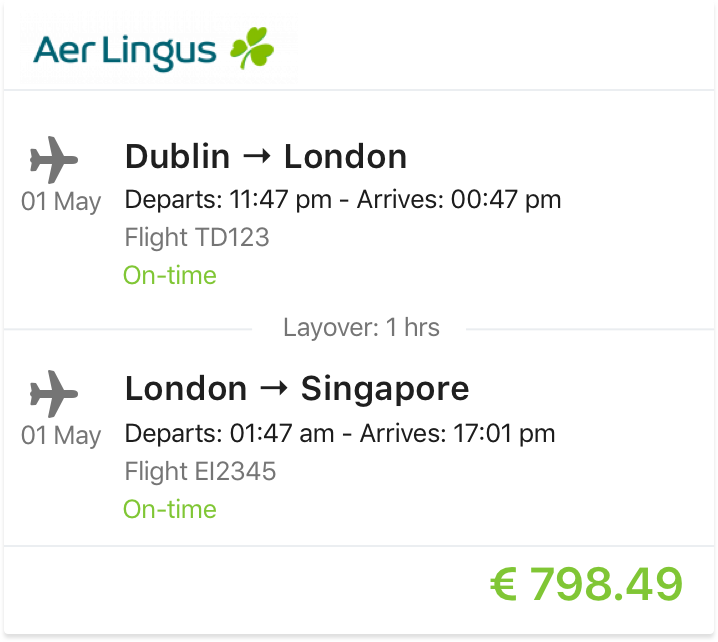 Aer Lingus
Dublin → London
01 May
Departs: 11:47 pm - Arrives: 00:47 pm
Flight TD123
On-time
Layover: 1 hrs
London → Singapore
01 May
Departs: 01:47 am - Arrives: 17:01 pm
Flight EI2345
On-time
€ 798.49